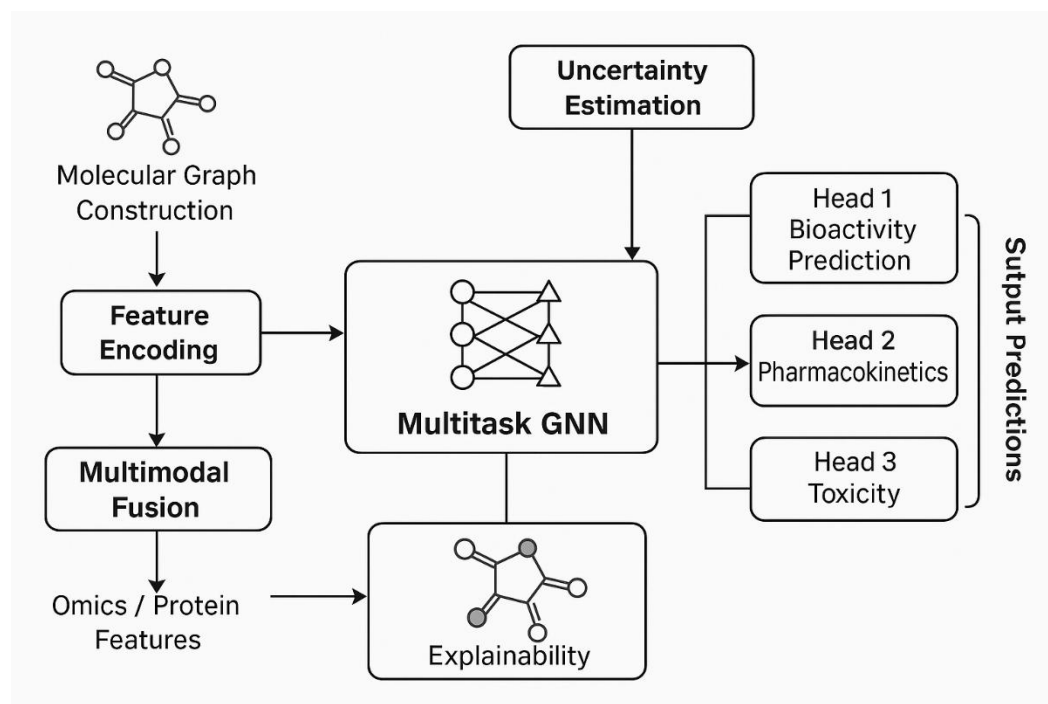 Molecular Graph
Construction
Feature
Encoding
Multimodal
Fusion
Omics / Protein
Features
Uncertainty
Estimation
Multitask GNN
Explainability
Head 1
Bioactivity
Prediction
Head 2
Pharmacokinetics
Head 3
Toxicity
Sutput Predictions